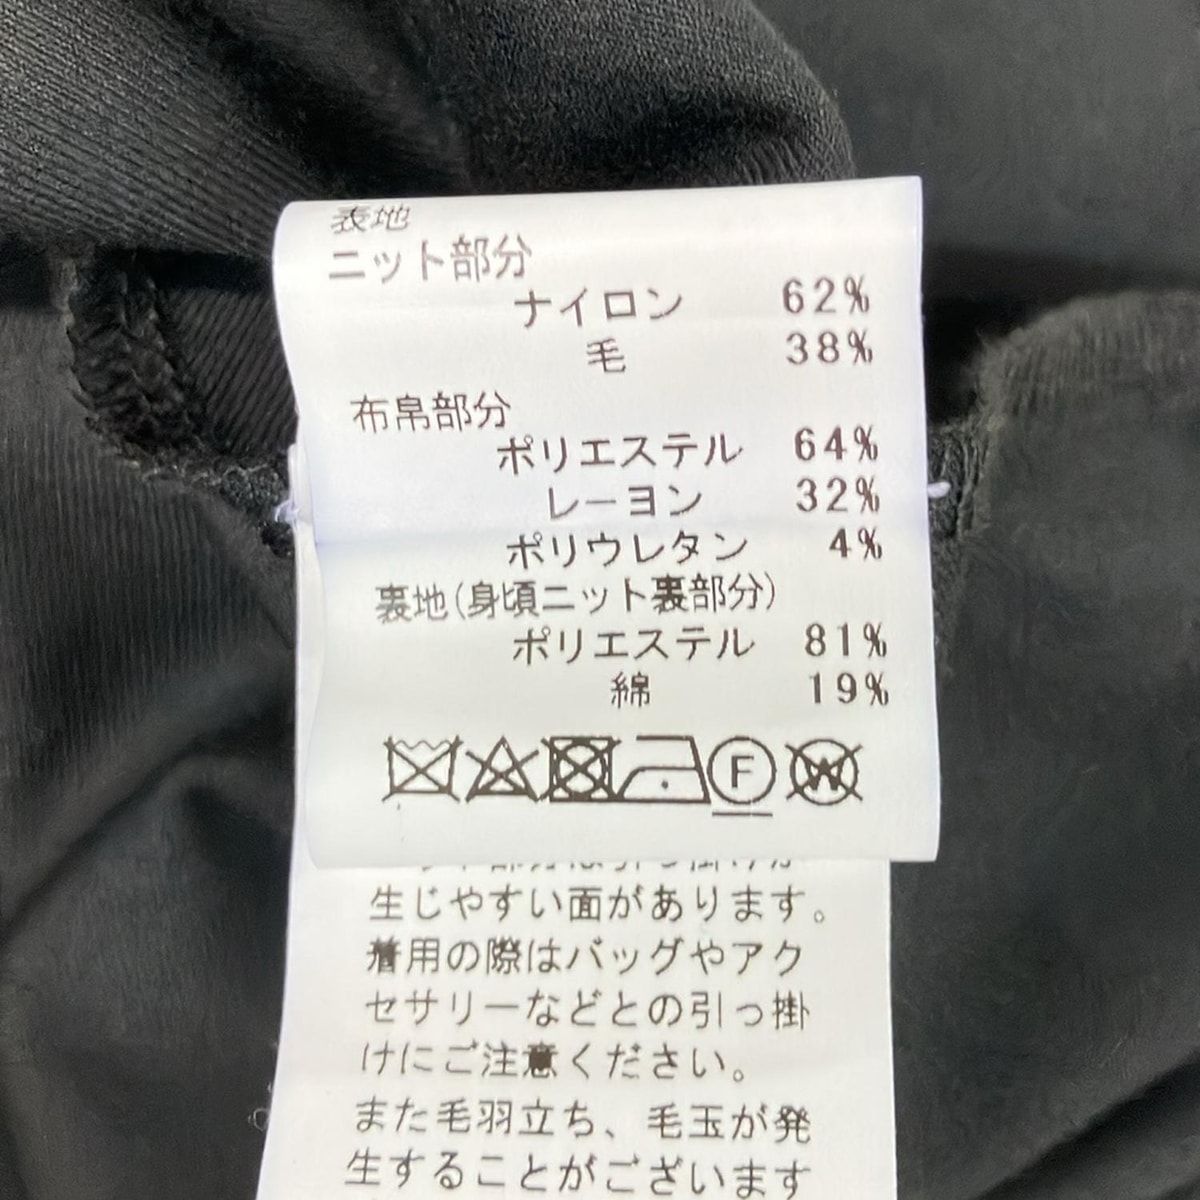 表地
ニット部分
ナイロン 62%
毛 38%
布帛部分
ポリエステル 64%
レーヨン 32%
ポリウレタン 4%
裏地(身頃ニット裏部分)
ポリエステル 81%
綿 19%
F W
生じやすい面があります。
着用の際はバッグやアク
セサリーなどとの引っ掛
けにご注意ください。
また毛羽立ち、毛玉が発
生することがございます